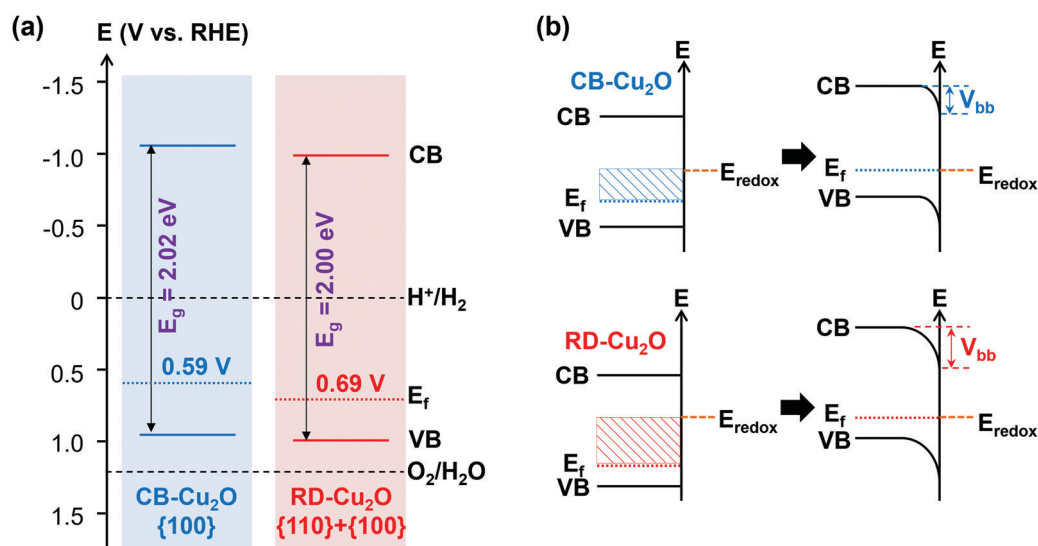 (a)
E (V vs. RHE)
-1.5
-1.0
-0.5
0
0.5
1.0
1.5
E_g = 2.02 eV
E_g = 2.00 eV
0.59 V
0.69 V
CB
H⁺/H₂
E_f
VB
O₂/H₂O
CB-Cu₂O
{100}
RD-Cu₂O
{110}+{100}
(b)
E
CB-Cu₂O
CB
E_f
VB
E_redox
E
CB
V_bb
E_f
VB
E_redox
E
RD-Cu₂O
CB
E_f
VB
E_redox
E
CB
V_bb
E_f
VB
E_redox